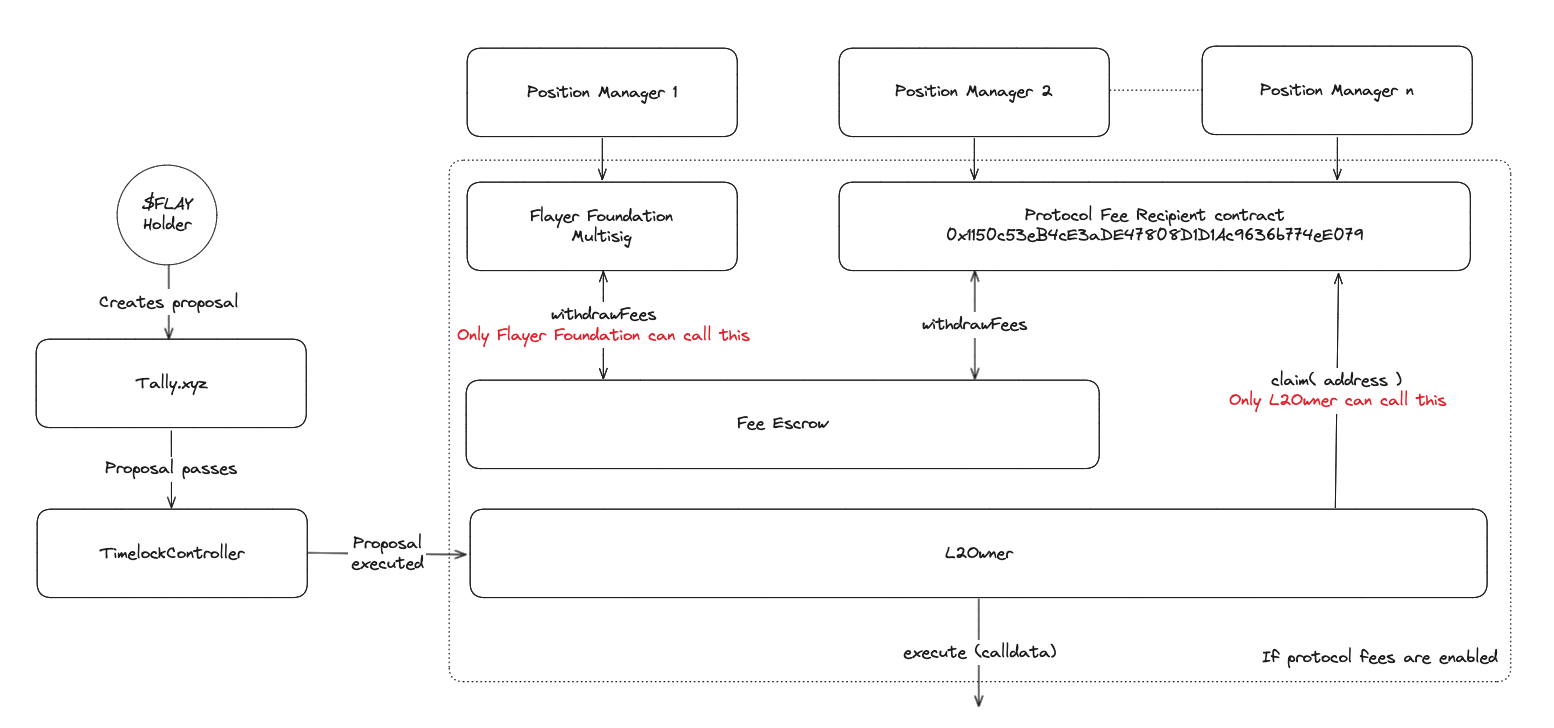 Position Manager 1
Position Manager 2
Position Manager n
$FLAY
Holder
Creates proposal
Tally.xyz
Proposal passes
TimelockController
Proposal
executed
Flayer Foundation
Multisig
Protocol Fee Recipient contract
0x1150c53eB4cE3aDE47808D1D1Ac9636b774eE079
withdrawFees
Only Flayer Foundation can call this
withdrawFees
claim( address )
Only L2Owner can call this
Fee Escrow
L2Owner
execute (calldata)
If protocol fees are enabled